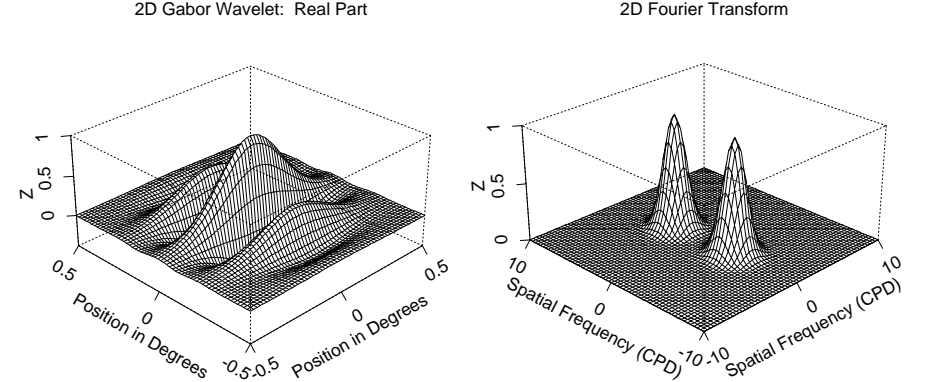 2D Gabor Wavelet: Real Part
1
0.5
0
Z
0.5
0
-0.5
Position in Degrees
-0.5
0
0.5
Position in Degrees
2D Fourier Transform
1
0.5
0
Z
10
0
-10
Spatial Frequency (CPD)
-10
0
10
Spatial Frequency (CPD)